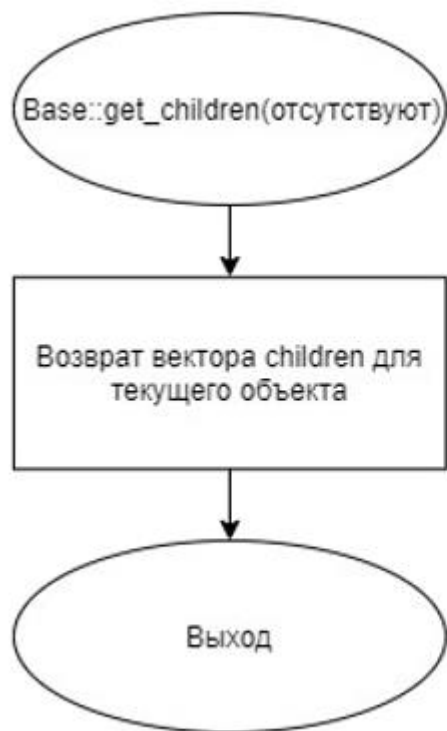 Base::get_children(отсутствуют)
Возврат вектора children для
текущего объекта
Выход